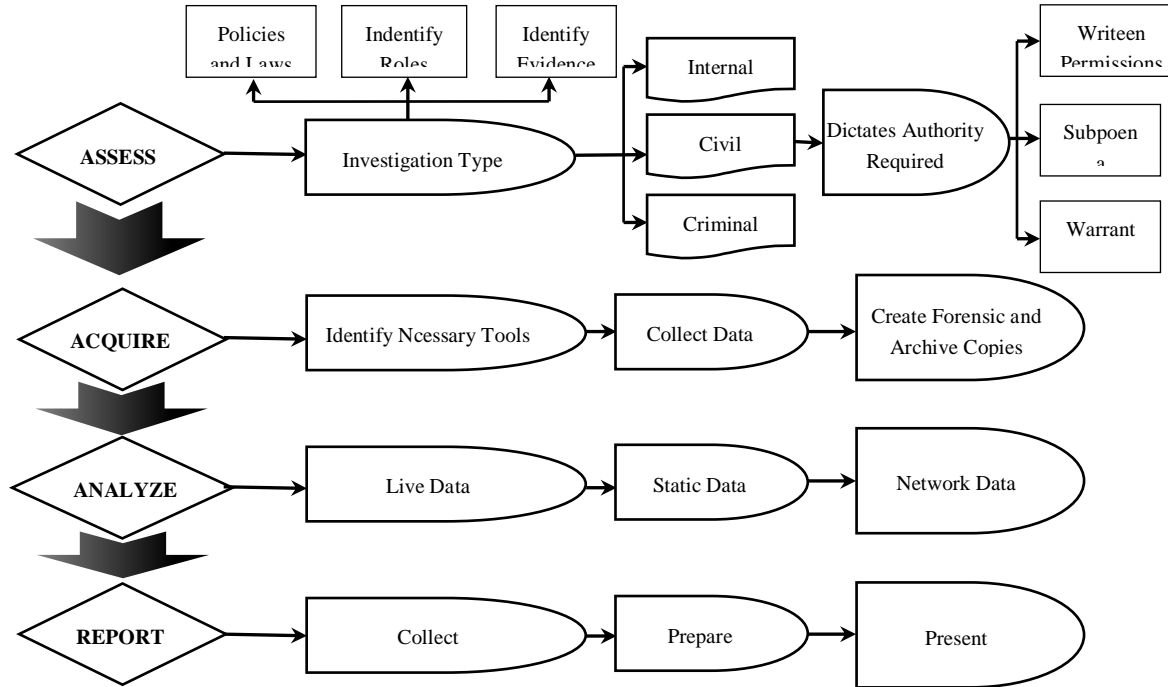 Policies
and Laws
Indentify
Roles
Identify
Evidence
Internal
Writeen
Permissions
ASSESS
Investigation Type
Civil
Dictates Authority
Required
Subpoen
a
Criminal
Warrant
ACQUIRE
Identify Ncessary Tools
Collect Data
Create Forensic and
Archive Copies
ANALYZE
Live Data
Static Data
Network Data
REPORT
Collect
Prepare
Present